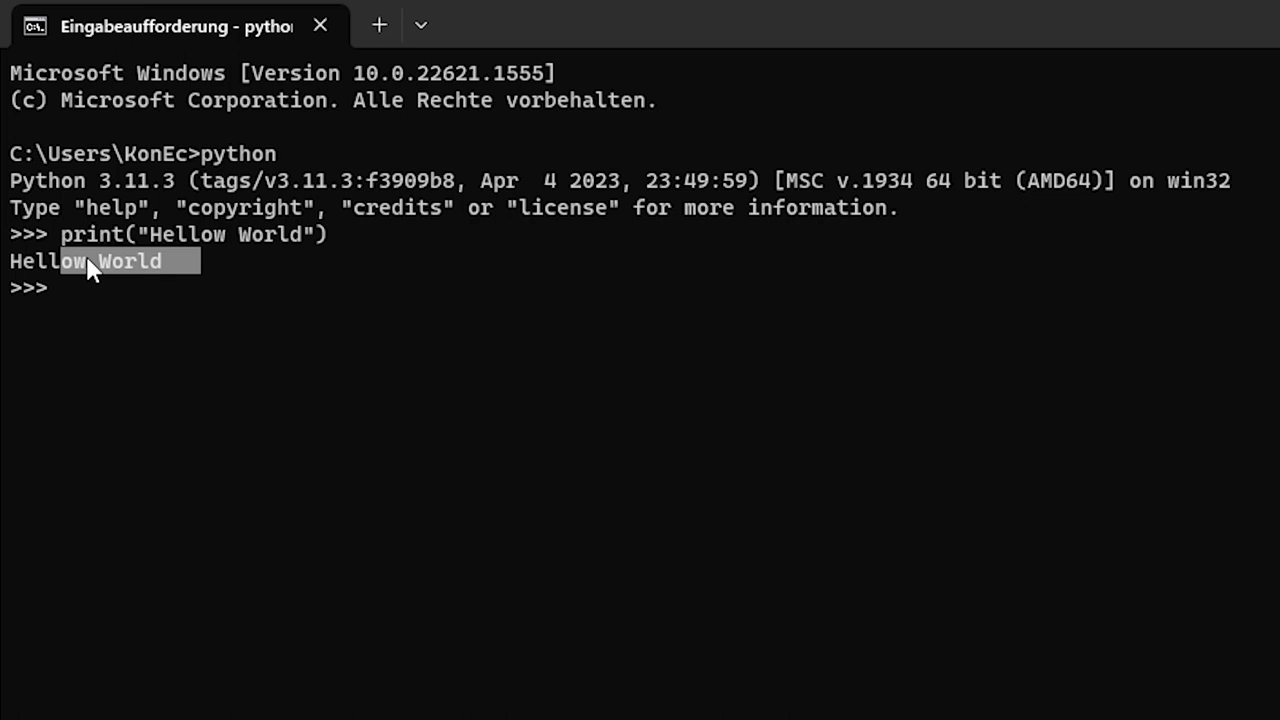 Eingabeaufforderung - python
Microsoft Windows [Version 10.0.22621.1555]
(c) Microsoft Corporation. Alle Rechte vorbehalten.
C:\Users\KonEc>python
Python 3.11.3 (tags/v3.11.3:f3909b8, Apr  4 2023, 23:49:59) [MSC v.1934 64 bit (AMD64)] on win32
Type "help", "copyright", "credits" or "license" for more information.
>>> print("Hellow World")
Hellow World
>>>